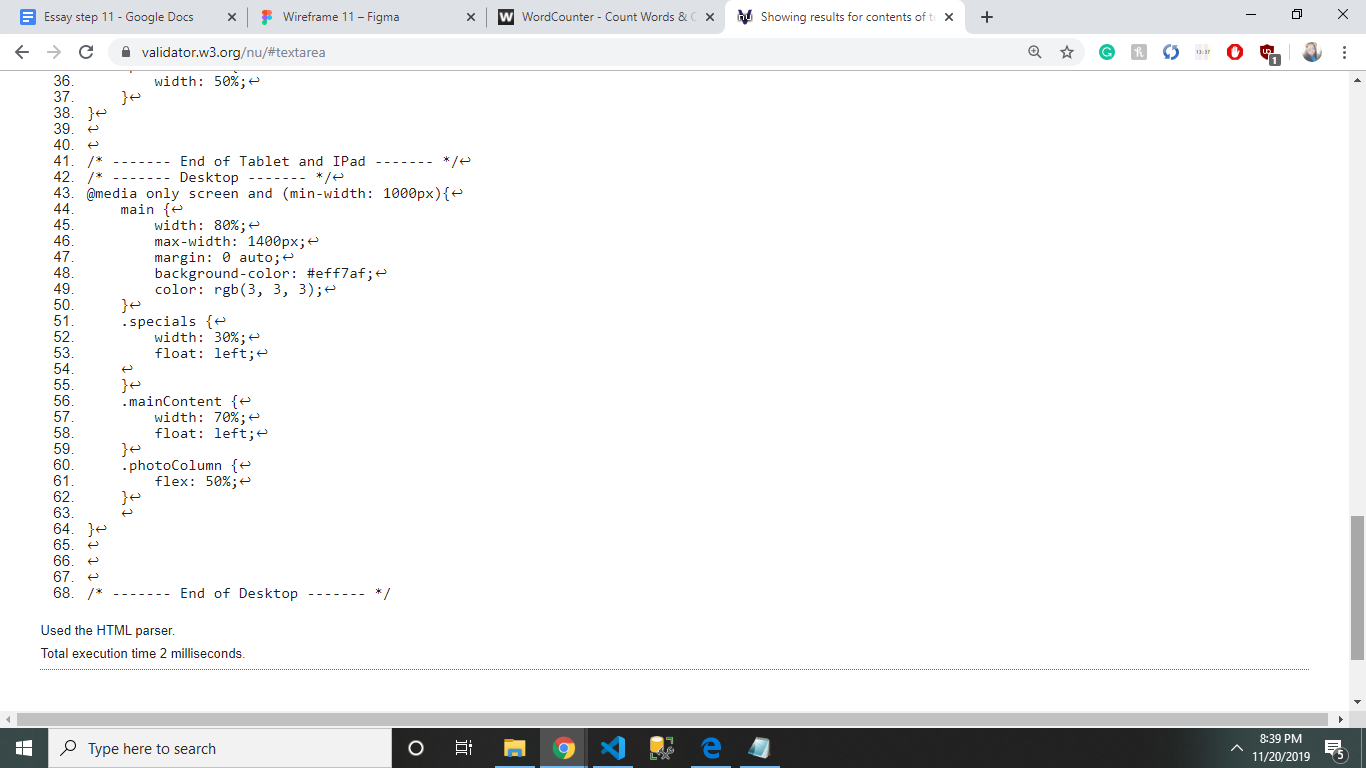 Essay step 11 - Google Docs
Wireframe 11 – Figma
WordCounter - Count Words & C
Showing results for contents of t
validator.w3.org/nu/#textarea
36. width: 50%;↩
37. }↩
38. }↩
39. ↩
40. ↩
41. /* ------- End of Tablet and IPad ------- */↩
42. /* ------- Desktop ------- */↩
43. @media only screen and (min-width: 1000px){↩
44. main {↩
45. width: 80%;↩
46. max-width: 1400px;↩
47. margin: 0 auto;↩
48. background-color: #eff7af;↩
49. color: rgb(3, 3, 3);↩
50. }↩
51. .specials {↩
52. width: 30%;↩
53. float: left;↩
54. ↩
55. }↩
56. .mainContent {↩
57. width: 70%;↩
58. float: left;↩
59. }↩
60. .photoColumn {↩
61. flex: 50%;↩
62. }↩
63. ↩
64. }↩
65. ↩
66. ↩
67. ↩
68. /* ------- End of Desktop ------- */
Used the HTML parser.
Total execution time 2 milliseconds.
Type here to search
8:39 PM
11/20/2019
5